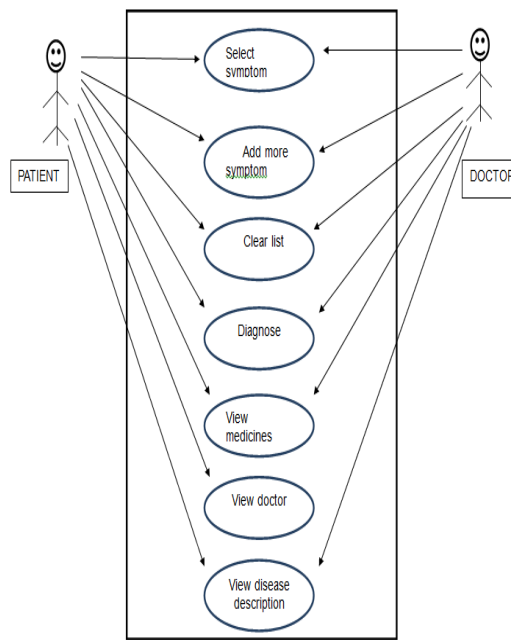 Select
symptom
Add more
symptom
PATIENT
DOCTOR
Clear list
Diagnose
View
medicines
View doctor
View disease
description